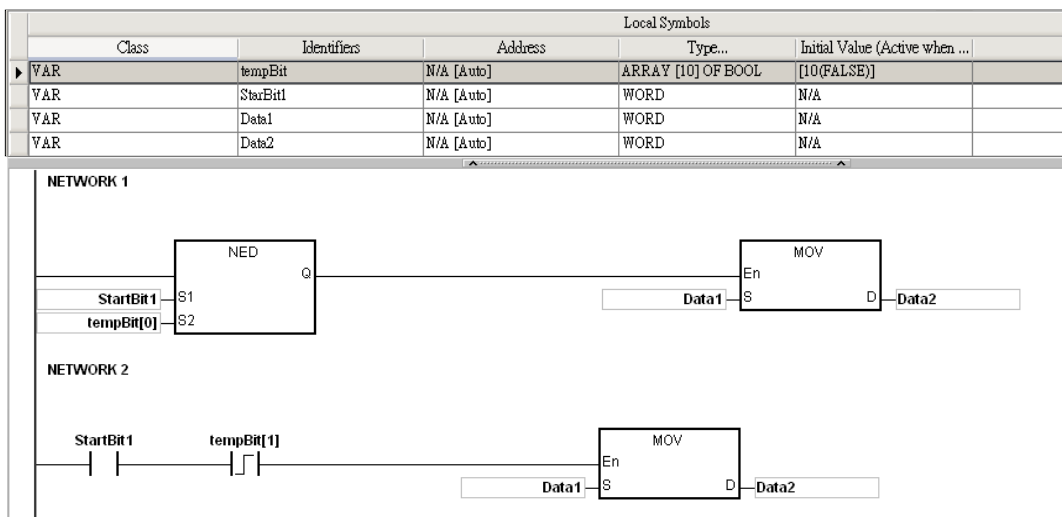 Local Symbols
Class Identifiers Address Type... Initial Value (Active when ...
VAR tempBit N/A [Auto] ARRAY [10] OF BOOL [10(FALSE)]
VAR StarBit1 N/A [Auto] WORD N/A
VAR Data1 N/A [Auto] WORD N/A
VAR Data2 N/A [Auto] WORD N/A
NETWORK 1
NED MOV
Q En
StartBit1 S1 Data1 S D Data2
tempBit[0] S2
NETWORK 2
StartBit1 tempBit[1] MOV
En
Data1 S D Data2